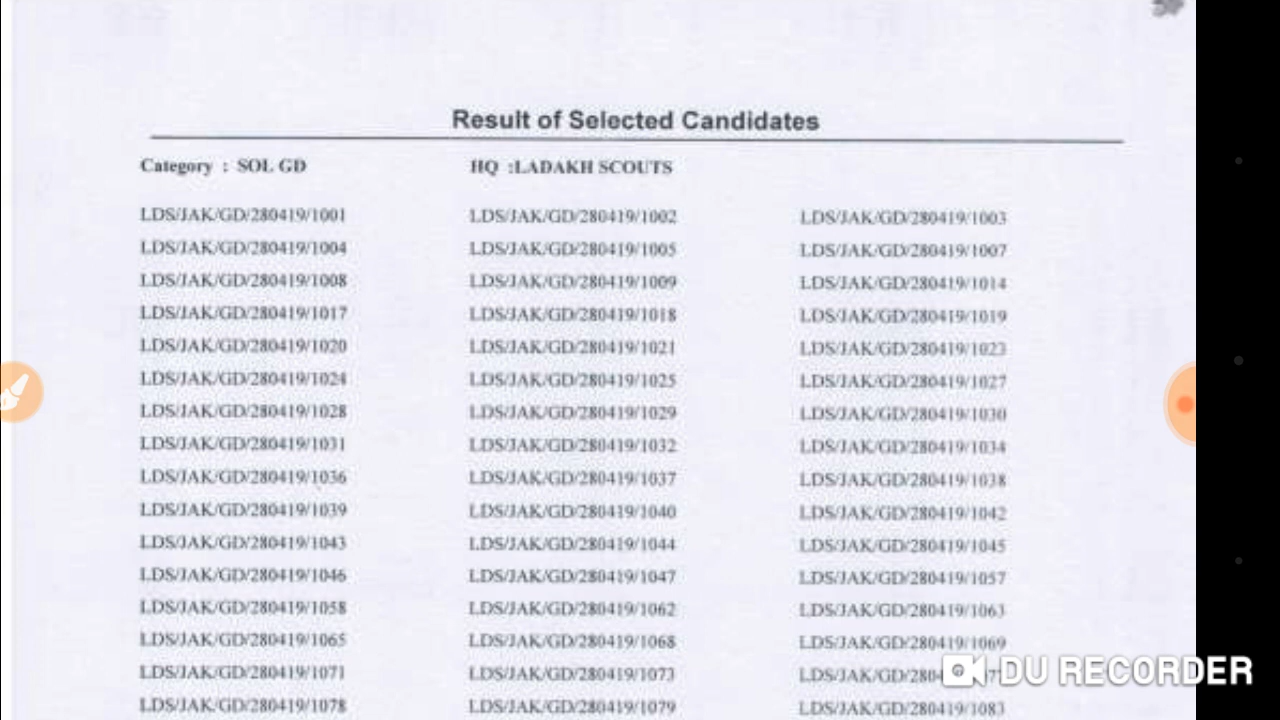 Result of Selected Candidates
Category : SOL GD HQ :LADAKH SCOUTS
LDS/JAK/GD/280419/1001 LDS/JAK/GD/280419/1002 LDS/JAK/GD/280419/1003
LDS/JAK/GD/280419/1004 LDS/JAK/GD/280419/1005 LDS/JAK/GD/280419/1007
LDS/JAK/GD/280419/1008 LDS/JAK/GD/280419/1009 LDS/JAK/GD/280419/1014
LDS/JAK/GD/280419/1017 LDS/JAK/GD/280419/1018 LDS/JAK/GD/280419/1019
LDS/JAK/GD/280419/1020 LDS/JAK/GD/280419/1021 LDS/JAK/GD/280419/1023
LDS/JAK/GD/280419/1024 LDS/JAK/GD/280419/1025 LDS/JAK/GD/280419/1027
LDS/JAK/GD/280419/1028 LDS/JAK/GD/280419/1029 LDS/JAK/GD/280419/1030
LDS/JAK/GD/280419/1031 LDS/JAK/GD/280419/1032 LDS/JAK/GD/280419/1034
LDS/JAK/GD/280419/1036 LDS/JAK/GD/280419/1037 LDS/JAK/GD/280419/1038
LDS/JAK/GD/280419/1039 LDS/JAK/GD/280419/1040 LDS/JAK/GD/280419/1042
LDS/JAK/GD/280419/1043 LDS/JAK/GD/280419/1044 LDS/JAK/GD/280419/1045
LDS/JAK/GD/280419/1046 LDS/JAK/GD/280419/1047 LDS/JAK/GD/280419/1057
LDS/JAK/GD/280419/1058 LDS/JAK/GD/280419/1062 LDS/JAK/GD/280419/1063
LDS/JAK/GD/280419/1065 LDS/JAK/GD/280419/1068 LDS/JAK/GD/280419/1069
LDS/JAK/GD/280419/1071 LDS/JAK/GD/280419/1073
DU RECORDER
LDS/JAK/GD/280419/1078 LDS/JAK/GD/280419/1079 LDS/JAK/GD/280419/1083